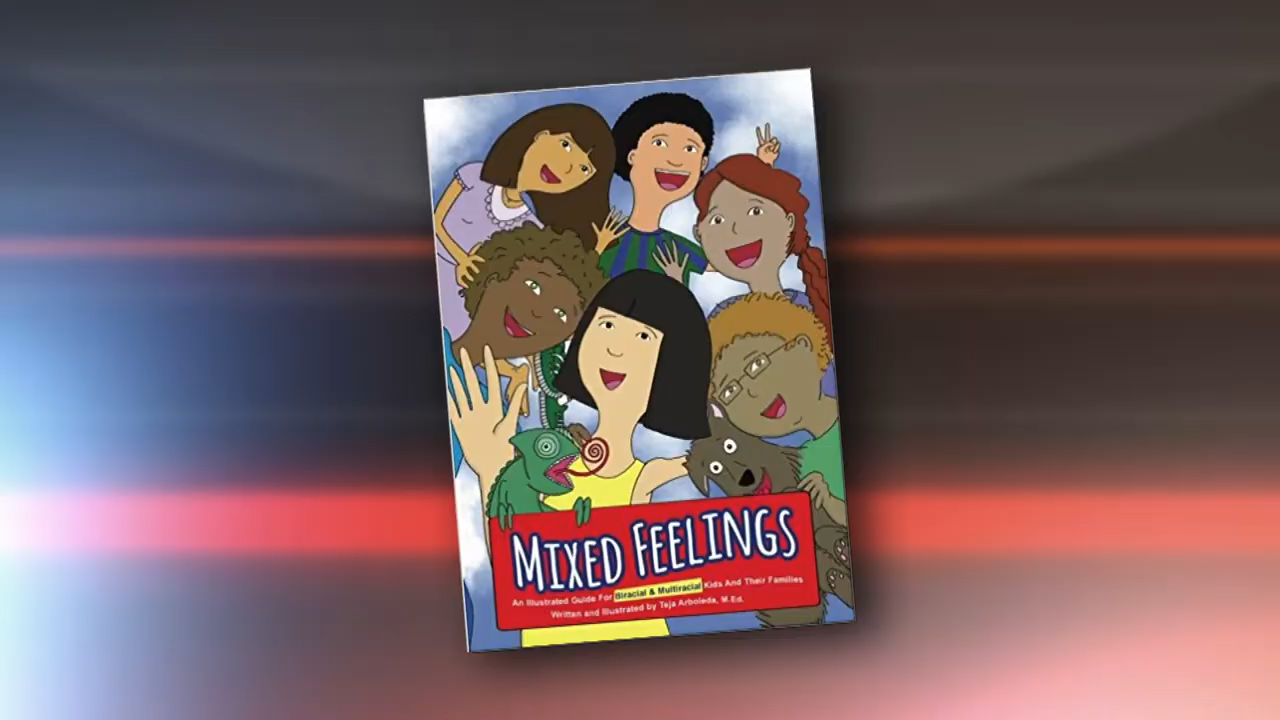 MIXED FEELINGS
An Illustrated Guide For Biracial & Multiracial Kids And Their Families
Written and Illustrated by Teja Arboleda, M.Ed.